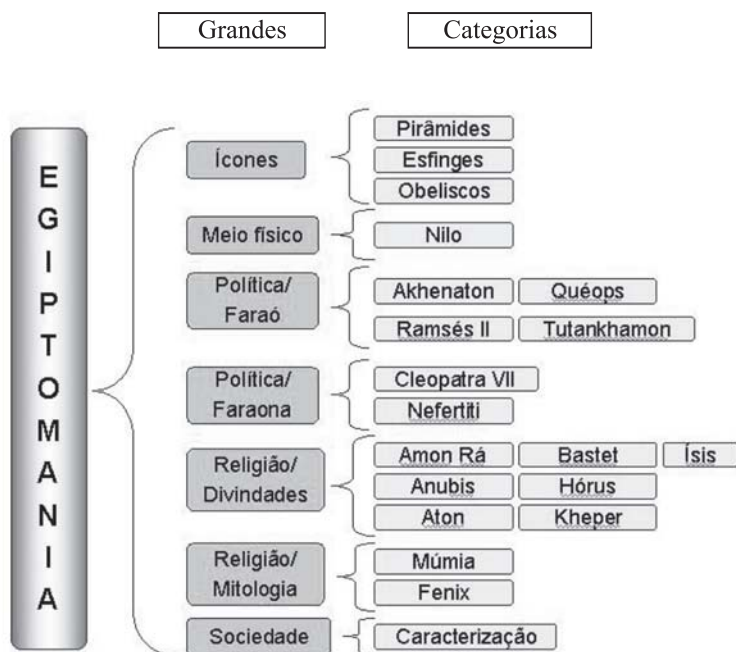 Grandes Categorias
EGIPTOMANIA
Ícones
Pirâmides
Esfinges
Obeliscos
Meio físico
Nilo
Política/
Faraó
Akhenaton Quéops
Ramsés II Tutankhamon
Política/
Faraona
Cleopatra VII
Nefertiti
Religião/
Divindades
Amon Rá Bastet Ísis
Anubis Hórus
Aton Kheper
Religião/
Mitologia
Múmia
Fenix
Sociedade
Caracterização